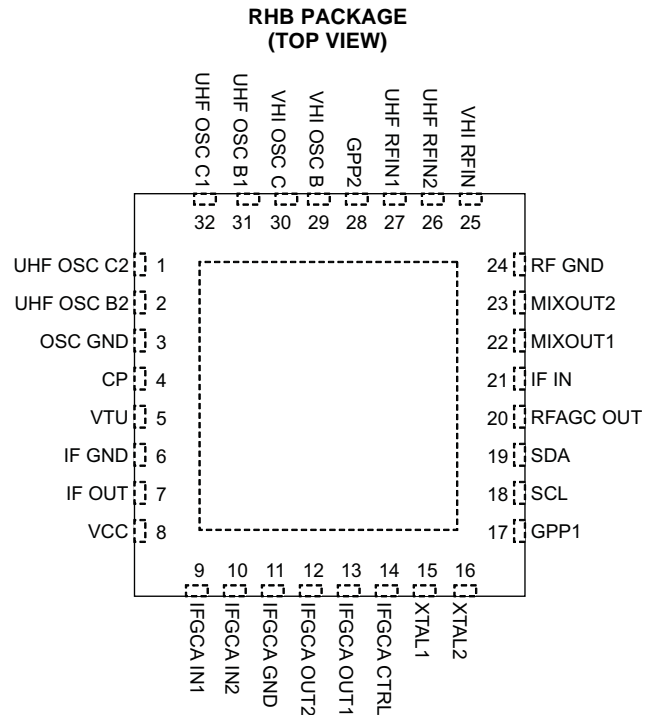 RHB PACKAGE
(TOP VIEW)
UHF OSC C1
UHF OSC B1
VHI OSC C
VHI OSC B
GPP2
UHF RFIN1
UHF RFIN2
VHI RFIN
32 31 30 29 28 27 26 25
UHF OSC C2 1
UHF OSC B2 2
OSC GND 3
CP 4
VTU 5
IF GND 6
IF OUT 7
VCC 8
24 RF GND
23 MIXOUT2
22 MIXOUT1
21 IF IN
20 RFAGC OUT
19 SDA
18 SCL
17 GPP1
9 10 11 12 13 14 15 16
IFGCA IN1
IFGCA IN2
IFGCA GND
IFGCA OUT2
IFGCA OUT1
IFGCA CTRL
XTAL1
XTAL2